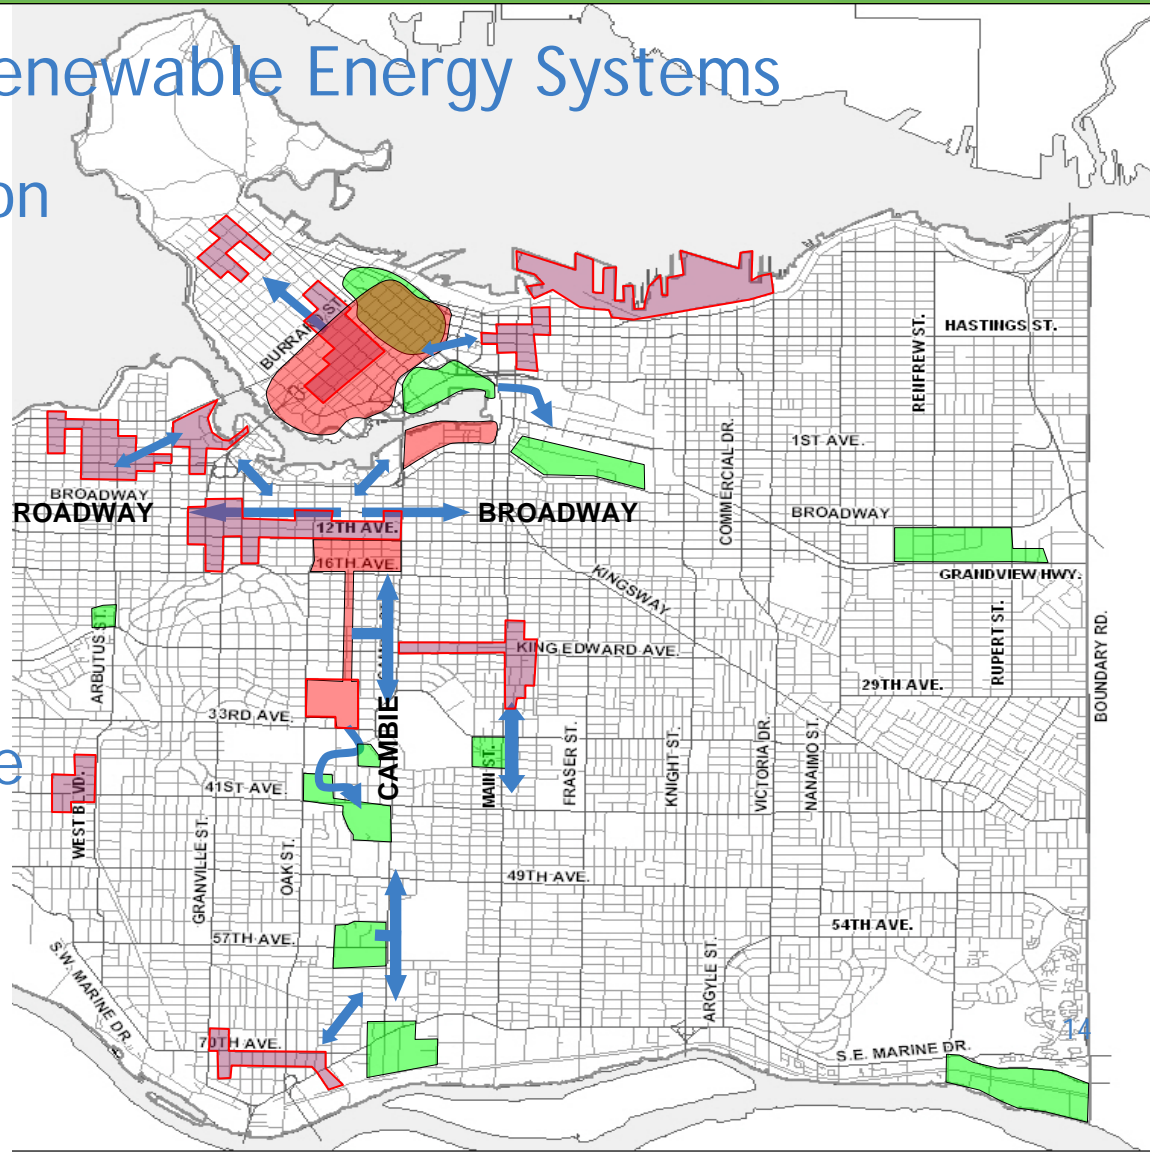 enewable Energy Systems
on
BURRARD ST.
HASTINGS ST.
RENFREW ST.
COMMERCIAL DR.
1ST AVE.
BROADWAY
ROADWAY
BROADWAY
BROADWAY
12TH AVE.
16TH AVE.
GRANDVIEW HWY.
KINGSWAY
ARBUTUS ST.
KING EDWARD AVE.
RUPERT ST.
BOUNDARY RD.
29TH AVE.
33RD AVE.
CAMBIE
e
41ST AVE.
WEST BLVD.
MAIN ST.
FRASER ST.
KNIGHT ST.
VICTORIA DR.
NANAIMO ST.
GRANVILLE ST.
OAK ST.
49TH AVE.
54TH AVE.
57TH AVE.
S.W. MARINE DR.
ARGYLE ST.
14
70TH AVE.
S.E. MARINE DR.